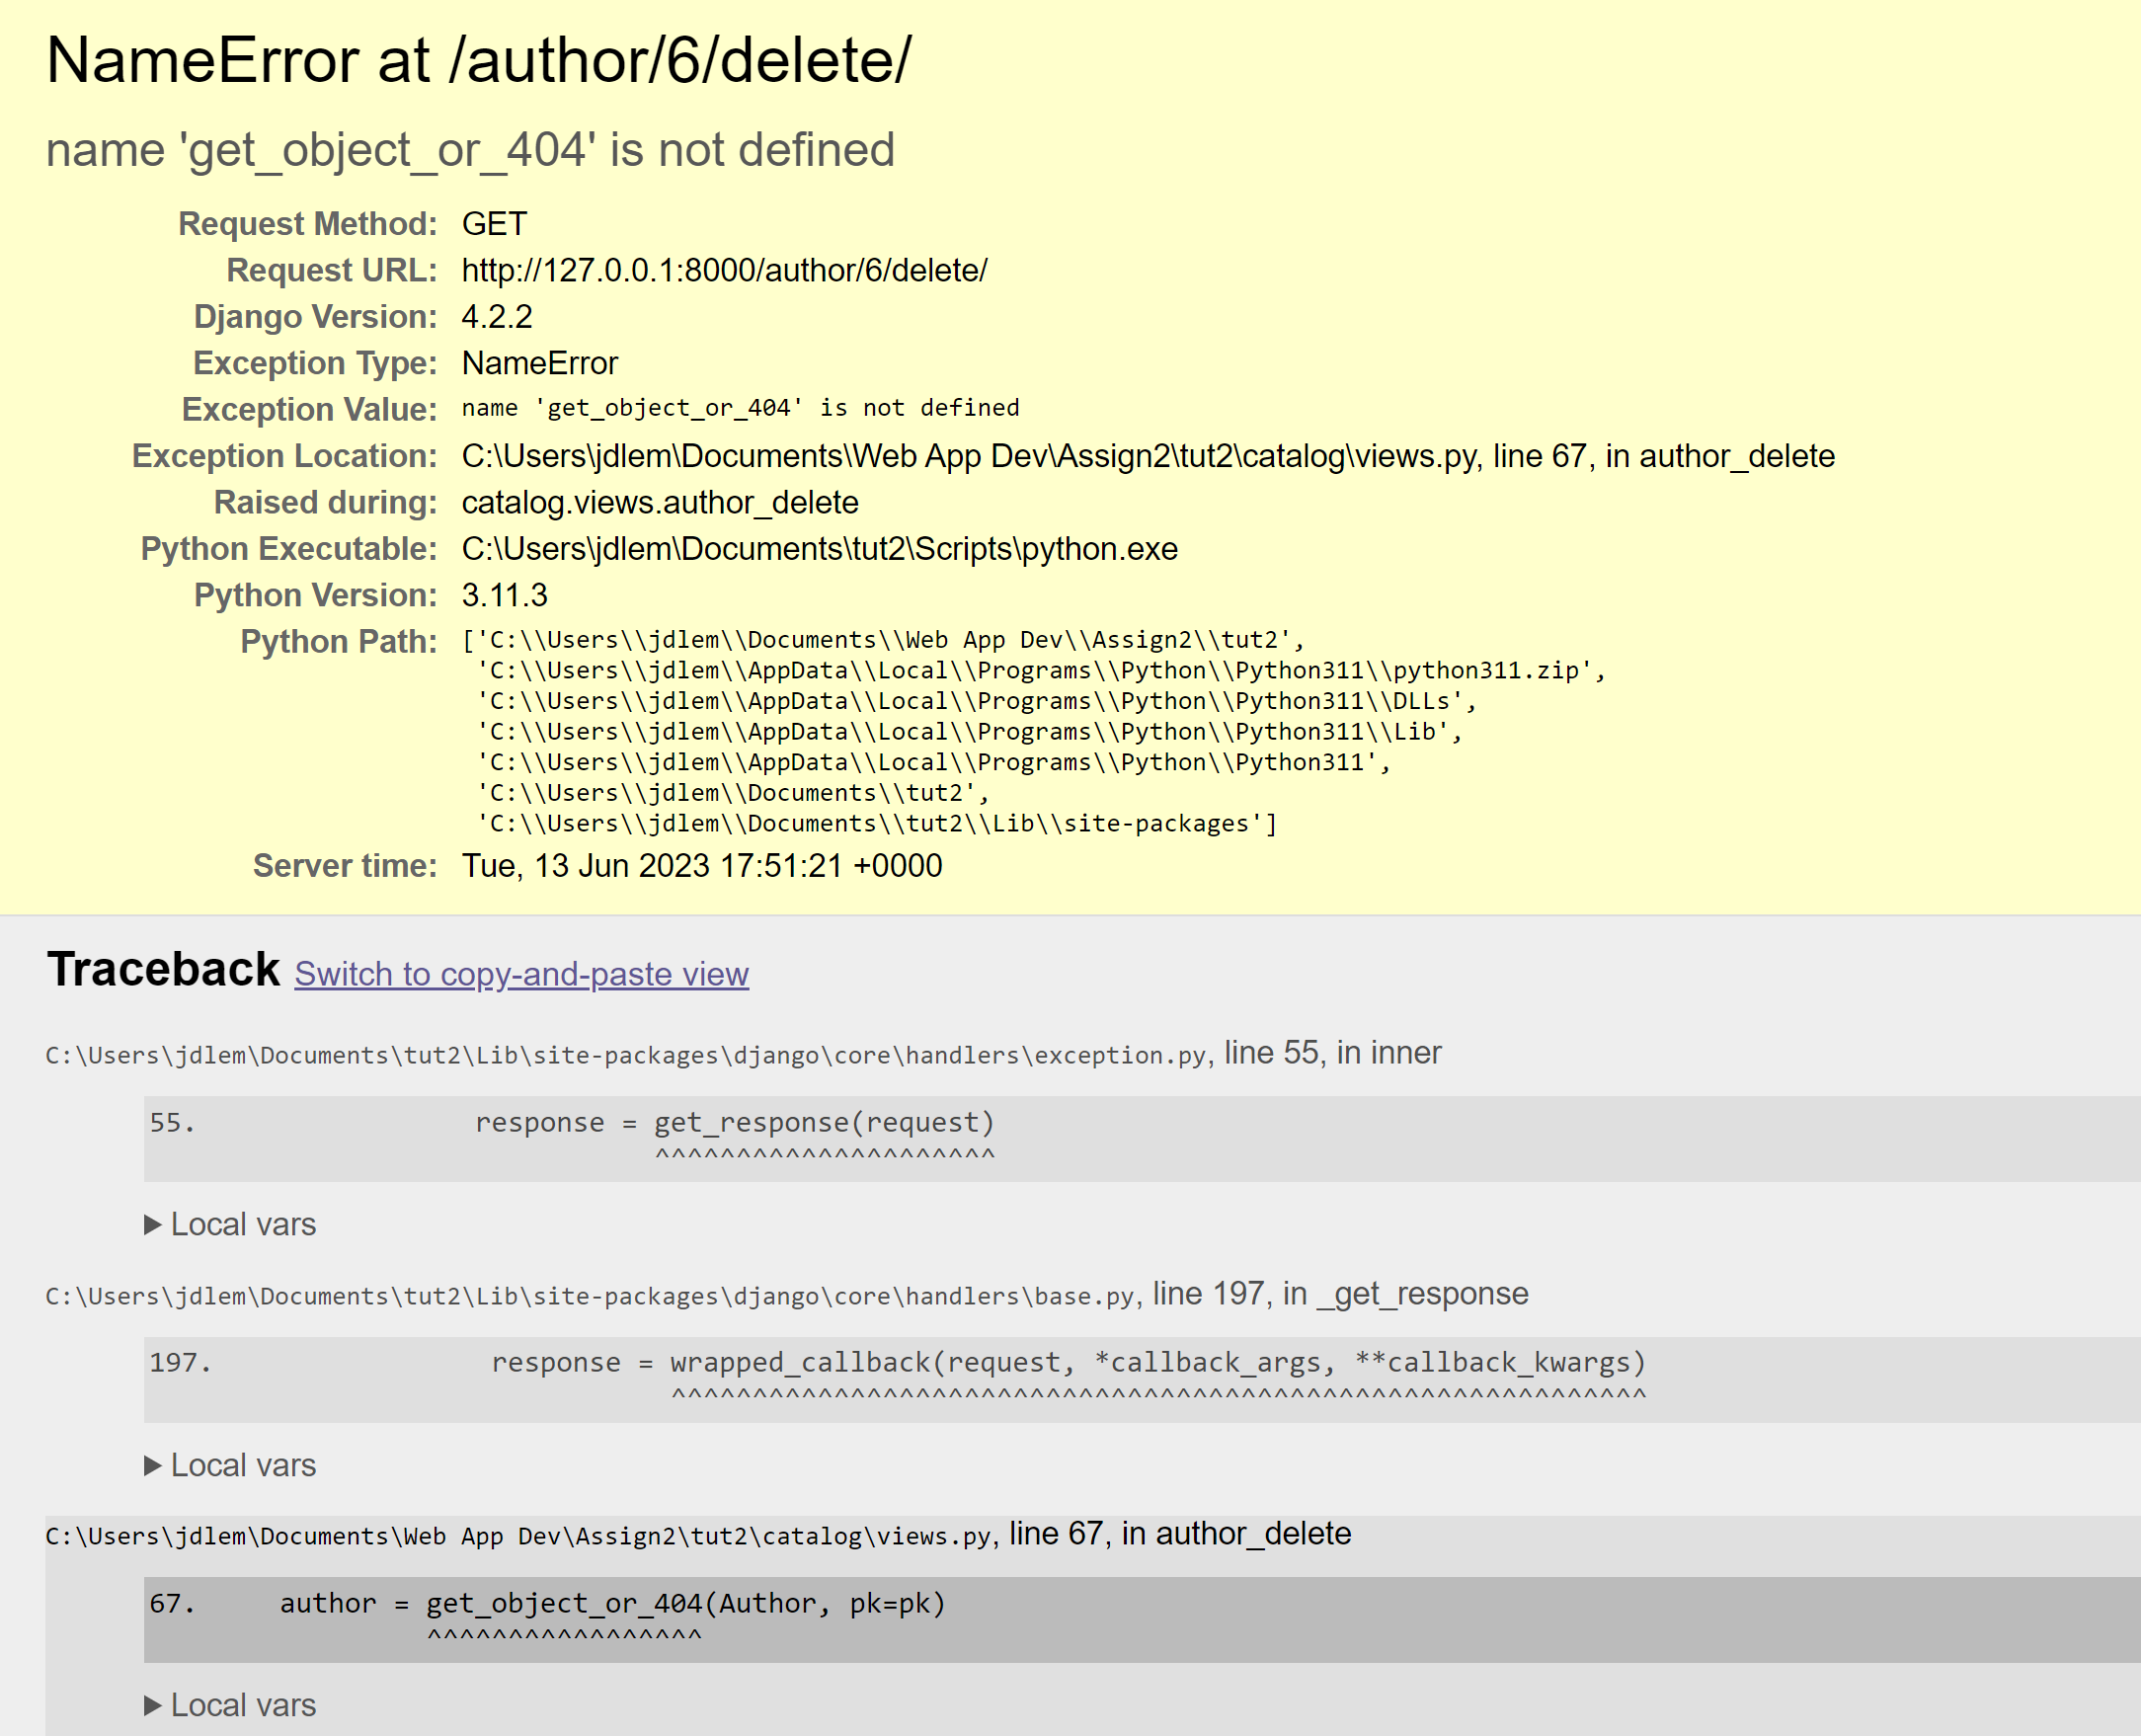 NameError at /author/6/delete/
name 'get_object_or_404' is not defined
Request Method: GET
Request URL: http://127.0.0.1:8000/author/6/delete/
Django Version: 4.2.2
Exception Type: NameError
Exception Value: name 'get_object_or_404' is not defined
Exception Location: C:\Users\jdlem\Documents\Web App Dev\Assign2\tut2\catalog\views.py, line 67, in author_delete
Raised during: catalog.views.author_delete
Python Executable: C:\Users\jdlem\Documents\tut2\Scripts\python.exe
Python Version: 3.11.3
Python Path: ['C:\\Users\\jdlem\\Documents\\Web App Dev\\Assign2\\tut2',
'C:\\Users\\jdlem\\AppData\\Local\\Programs\\Python\\Python311\\python311.zip',
'C:\\Users\\jdlem\\AppData\\Local\\Programs\\Python\\Python311\\DLLs',
'C:\\Users\\jdlem\\AppData\\Local\\Programs\\Python\\Python311\\Lib',
'C:\\Users\\jdlem\\AppData\\Local\\Programs\\Python\\Python311',
'C:\\Users\\jdlem\\Documents\\tut2',
'C:\\Users\\jdlem\\Documents\\tut2\\Lib\\site-packages']
Server time: Tue, 13 Jun 2023 17:51:21 +0000
Traceback Switch to copy-and-paste view
C:\Users\jdlem\Documents\tut2\Lib\site-packages\django\core\handlers\exception.py, line 55, in inner
55. response = get_response(request)
^^^^^^^^^^^^^^^^^^^^^
▶ Local vars
C:\Users\jdlem\Documents\tut2\Lib\site-packages\django\core\handlers\base.py, line 197, in _get_response
197. response = wrapped_callback(request, *callback_args, **callback_kwargs)
^^^^^^^^^^^^^^^^^^^^^^^^^^^^^^^^^^^^^^^^^^^^^^^^^^^^^^^^^^^^
▶ Local vars
C:\Users\jdlem\Documents\Web App Dev\Assign2\tut2\catalog\views.py, line 67, in author_delete
67. author = get_object_or_404(Author, pk=pk)
^^^^^^^^^^^^^^^^^
▶ Local vars